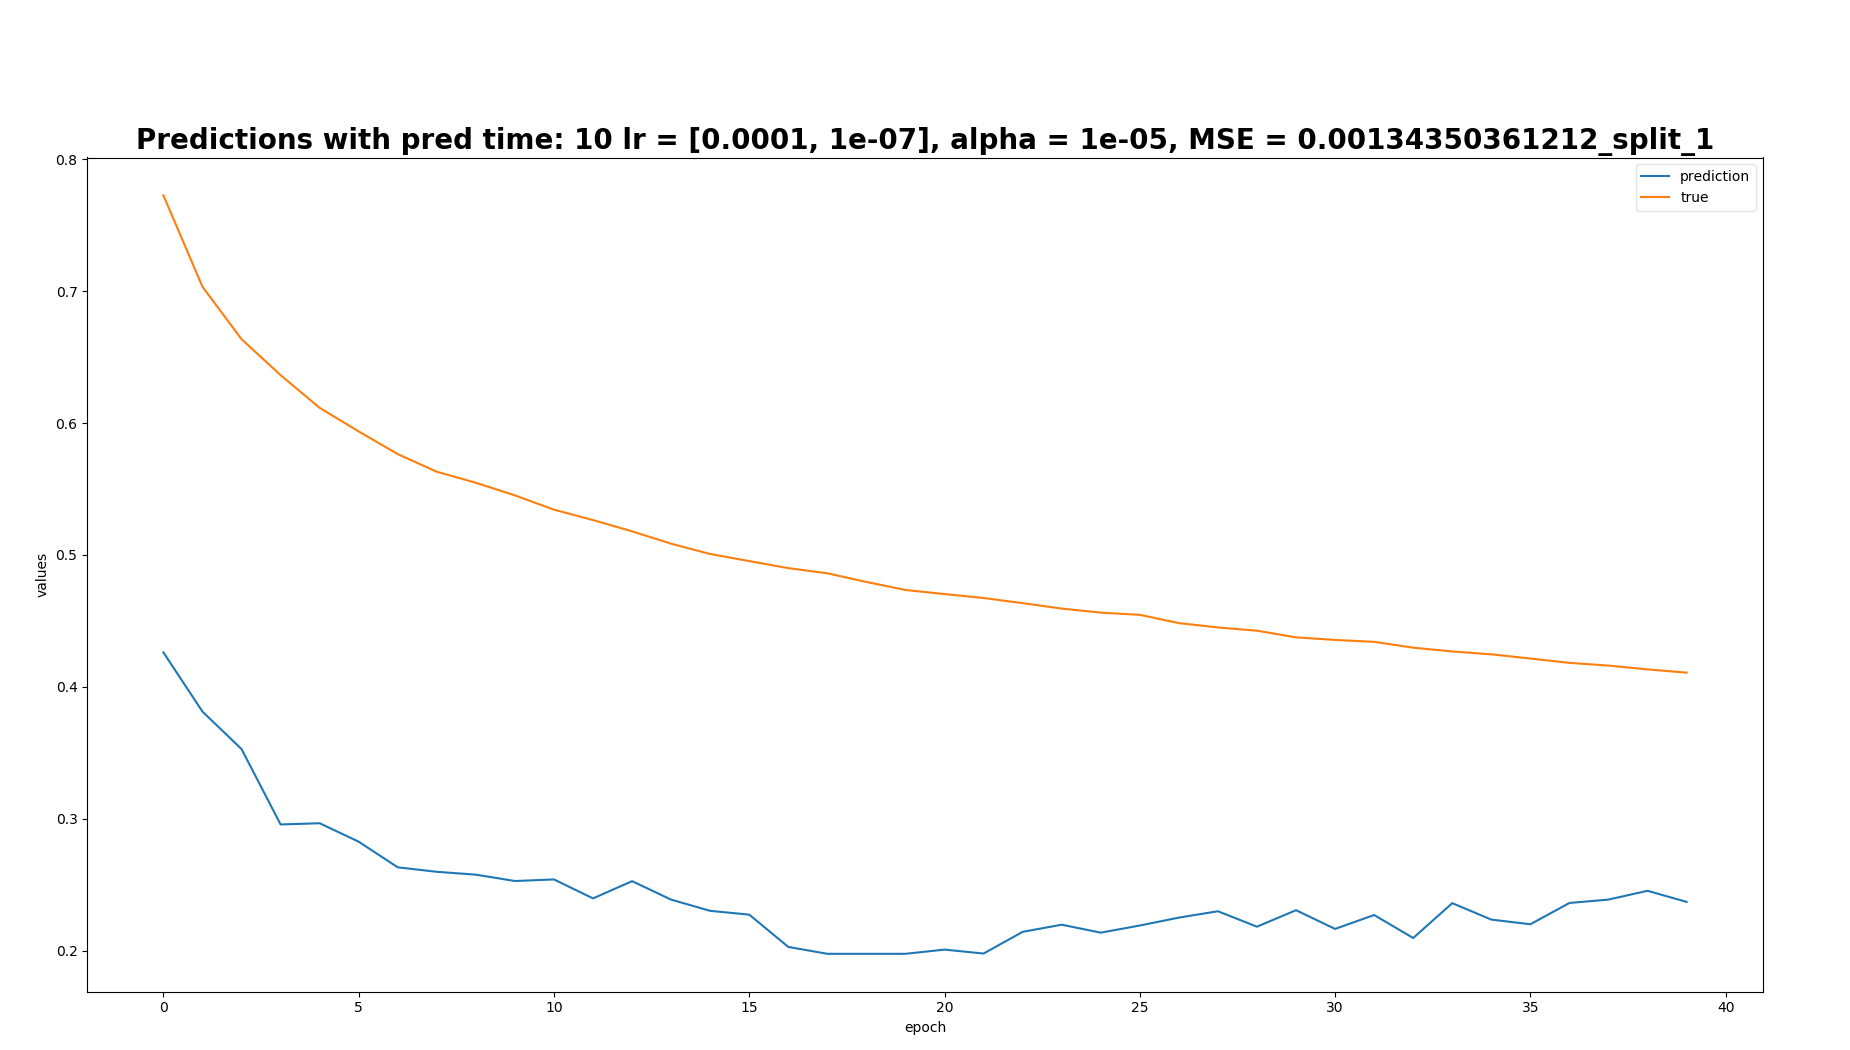 Predictions with pred time: 10 lr = [0.0001, 1e-07], alpha = 1e-05, MSE = 0.00134350361212_split_1
prediction
true
0.8
0.7
0.6
0.5
0.4
0.3
0.2
values
0 5 10 15 20 25 30 35 40
epoch